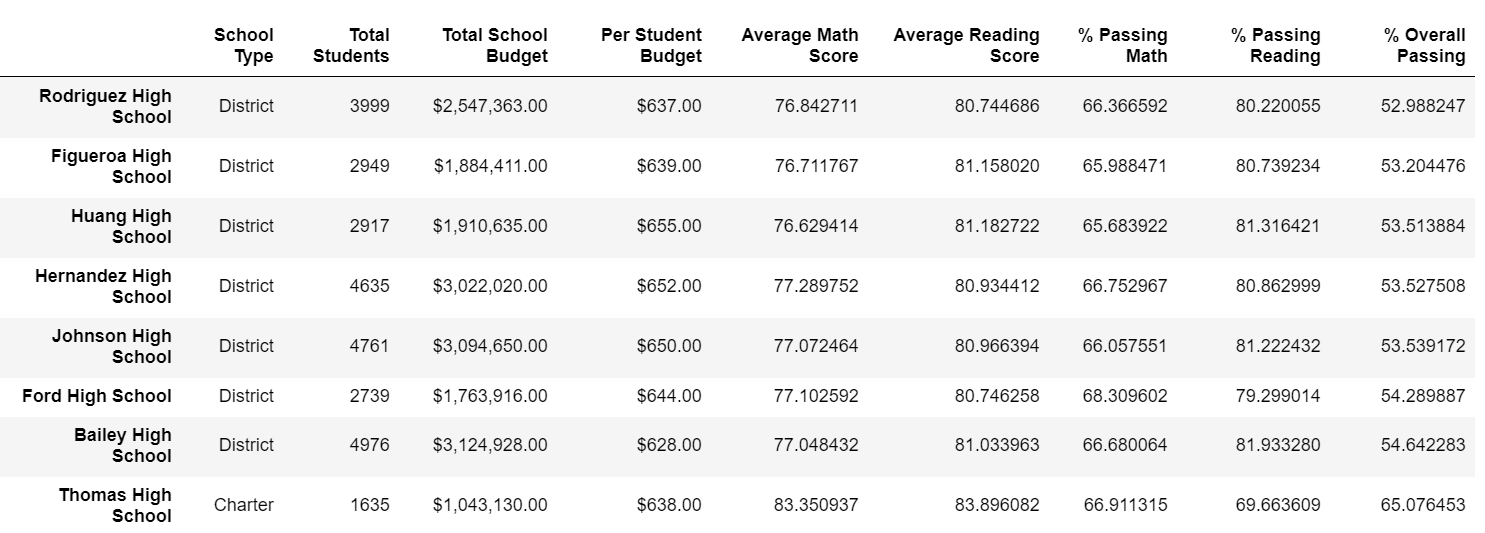 School Type Total Students Total School Budget Per Student Budget Average Math Score Average Reading Score % Passing Math % Passing Reading % Overall Passing
Rodriguez High School District 3999 $2,547,363.00 $637.00 76.842711 80.744686 66.366592 80.220055 52.988247
Figueroa High School District 2949 $1,884,411.00 $639.00 76.711767 81.158020 65.988471 80.739234 53.204476
Huang High School District 2917 $1,910,635.00 $655.00 76.629414 81.182722 65.683922 81.316421 53.513884
Hernandez High School District 4635 $3,022,020.00 $652.00 77.289752 80.934412 66.752967 80.862999 53.527508
Johnson High School District 4761 $3,094,650.00 $650.00 77.072464 80.966394 66.057551 81.222432 53.539172
Ford High School District 2739 $1,763,916.00 $644.00 77.102592 80.746258 68.309602 79.299014 54.289887
Bailey High School District 4976 $3,124,928.00 $628.00 77.048432 81.033963 66.680064 81.933280 54.642283
Thomas High School Charter 1635 $1,043,130.00 $638.00 83.350937 83.896082 66.911315 69.663609 65.076453